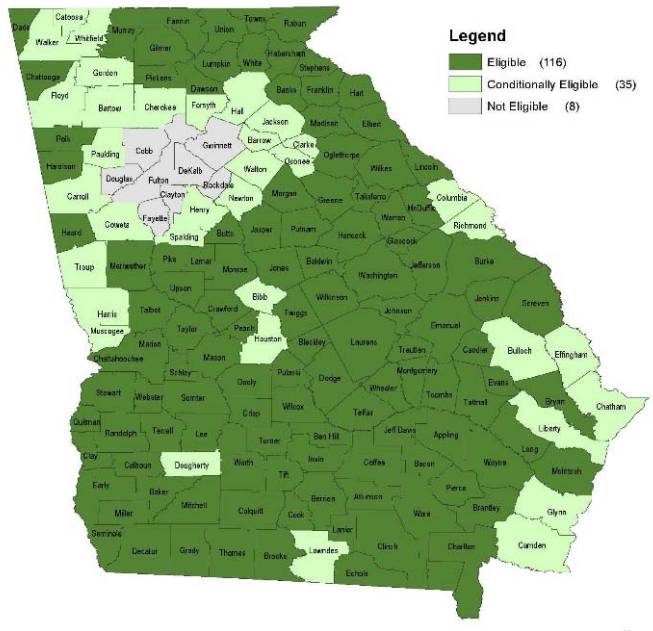 Legend
Eligible (116)
Conditionally Eligible (35)
Not Eligible (8)
Dade
Catoosa
Walker
Whitfield
Murray
Fannin
Union
Towns
Rabun
Gilmer
Lumpkin
White
Habersham
Stephens
Chattooga
Gordon
Pickens
Dawson
Banks
Franklin
Hart
Floyd
Bartow
Cherokee
Forsyth
Hall
Jackson
Madison
Elbert
Polk
Paulding
Cobb
Gwinnett
Barrow
Clarke
Oconee
Oglethorpe
Haralson
Douglas
Fulton
DeKalb
Rockdale
Walton
Wilkes
Lincoln
Carroll
Clayton
Newton
Morgan
Greene
Taliaferro
McDuffie
Columbia
Fayette
Henry
Warren
Richmond
Heard
Coweta
Spalding
Butts
Jasper
Putnam
Hancock
Glascock
Troup
Meriwether
Pike
Lamar
Monroe
Jones
Baldwin
Washington
Jefferson
Burke
Upson
Bibb
Wilkinson
Jenkins
Screven
Harris
Talbot
Crawford
Twiggs
Johnson
Emanuel
Muscogee
Taylor
Peach
Houston
Bleckley
Laurens
Treutlen
Candler
Bulloch
Effingham
Chattahoochee
Marion
Macon
Schley
Dooly
Pulaski
Dodge
Montgomery
Wheeler
Toombs
Evans
Tattnall
Bryan
Chatham
Stewart
Webster
Sumter
Crisp
Wilcox
Telfair
Liberty
Quitman
Randolph
Terrell
Lee
Turner
Ben Hill
Jeff Davis
Appling
Long
Clay
Calhoun
Dougherty
Worth
Tift
Irwin
Coffee
Bacon
Wayne
McIntosh
Early
Baker
Mitchell
Colquitt
Cook
Berrien
Atkinson
Pierce
Brantley
Glynn
Miller
Ware
Seminole
Decatur
Grady
Thomas
Brooks
Lowndes
Lanier
Clinch
Charlton
Camden
Echols